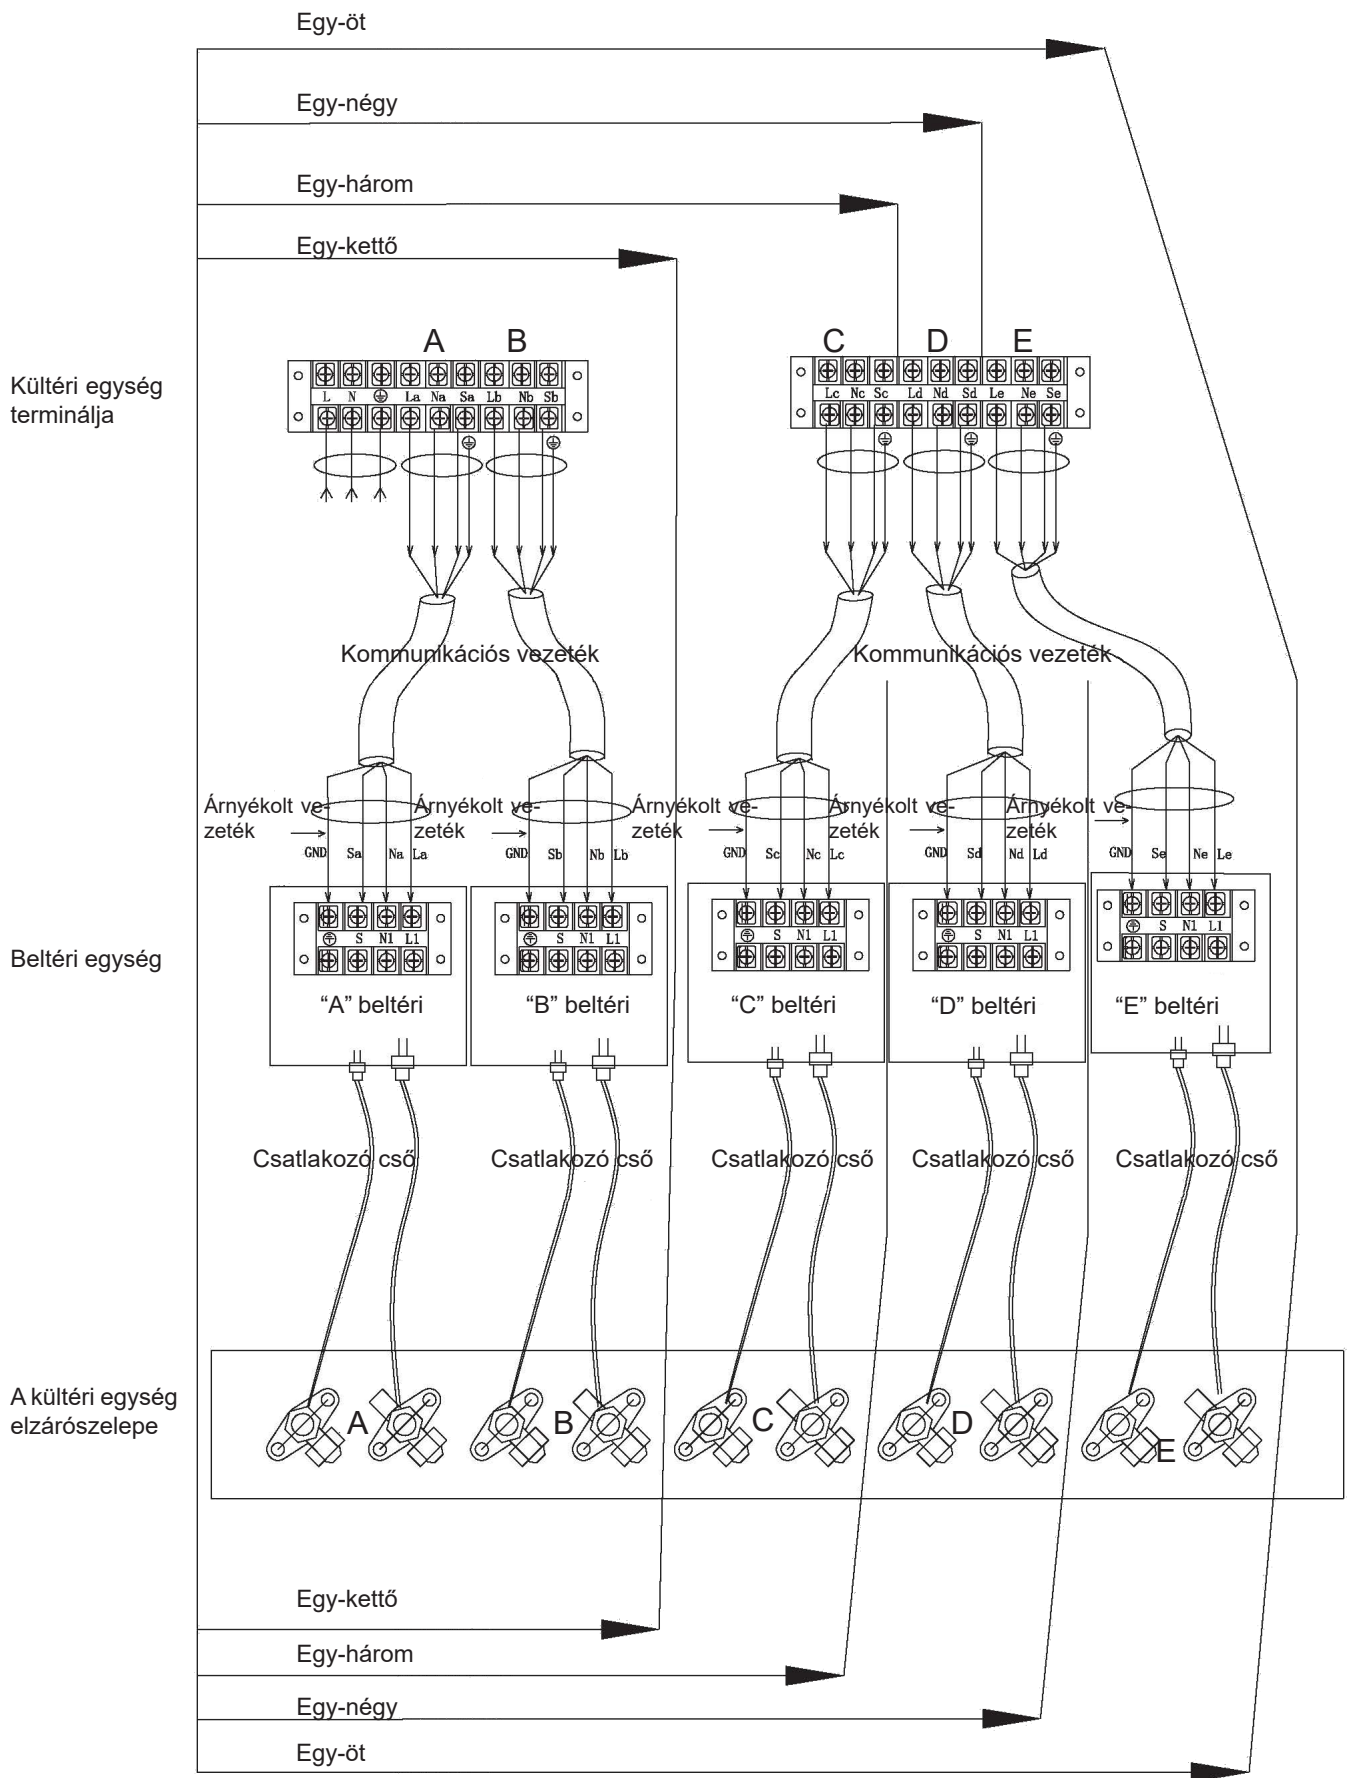 Egy-öt
Egy-négy
Egy-három
Egy-kettő
A B C D E
Kültéri egység
terminálja
L N La Na Sa Lb Nb Sb
Lc Nc Sc Ld Nd Sd Le Ne Se
Kommunikációs vezeték Kommunikációs vezeték
Árnyékolt ve-
zeték
Árnyékolt ve-
zeték
Árnyékolt ve-
zeték
Árnyékolt ve-
zeték
Árnyékolt ve-
zeték
GND Sa Na La
GND Sb Nb Lb
GND Sc Nc Lc
GND Sd Nd Ld
GND Se Ne Le
S N1 L1
S N1 L1
S N1 L1
S N1 L1
S N1 L1
Beltéri egység
“A” beltéri
“B” beltéri
“C” beltéri
“D” beltéri
“E” beltéri
Csatlakozó cső
Csatlakozó cső
Csatlakozó cső
Csatlakozó cső
Csatlakozó cső
A kültéri egység
elzárószelepe
A B C D E
Egy-kettő
Egy-három
Egy-négy
Egy-öt